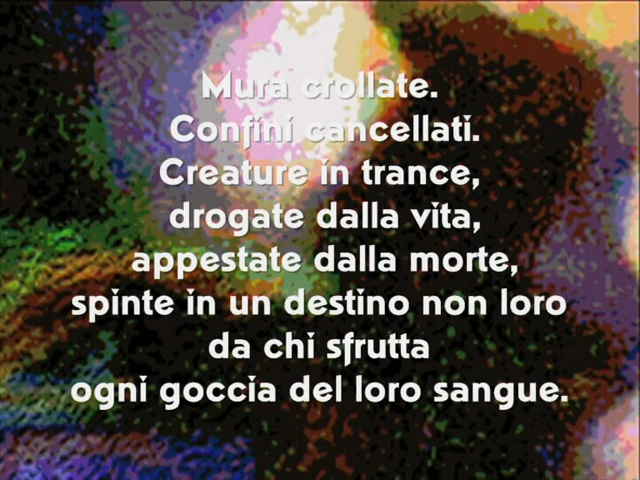 Mura crollate.
Confini cancellati.
Creature in trance,
drogate dalla vita,
appestate dalla morte,
spinte in un destino non loro
da chi sfrutta
ogni goccia del loro sangue.